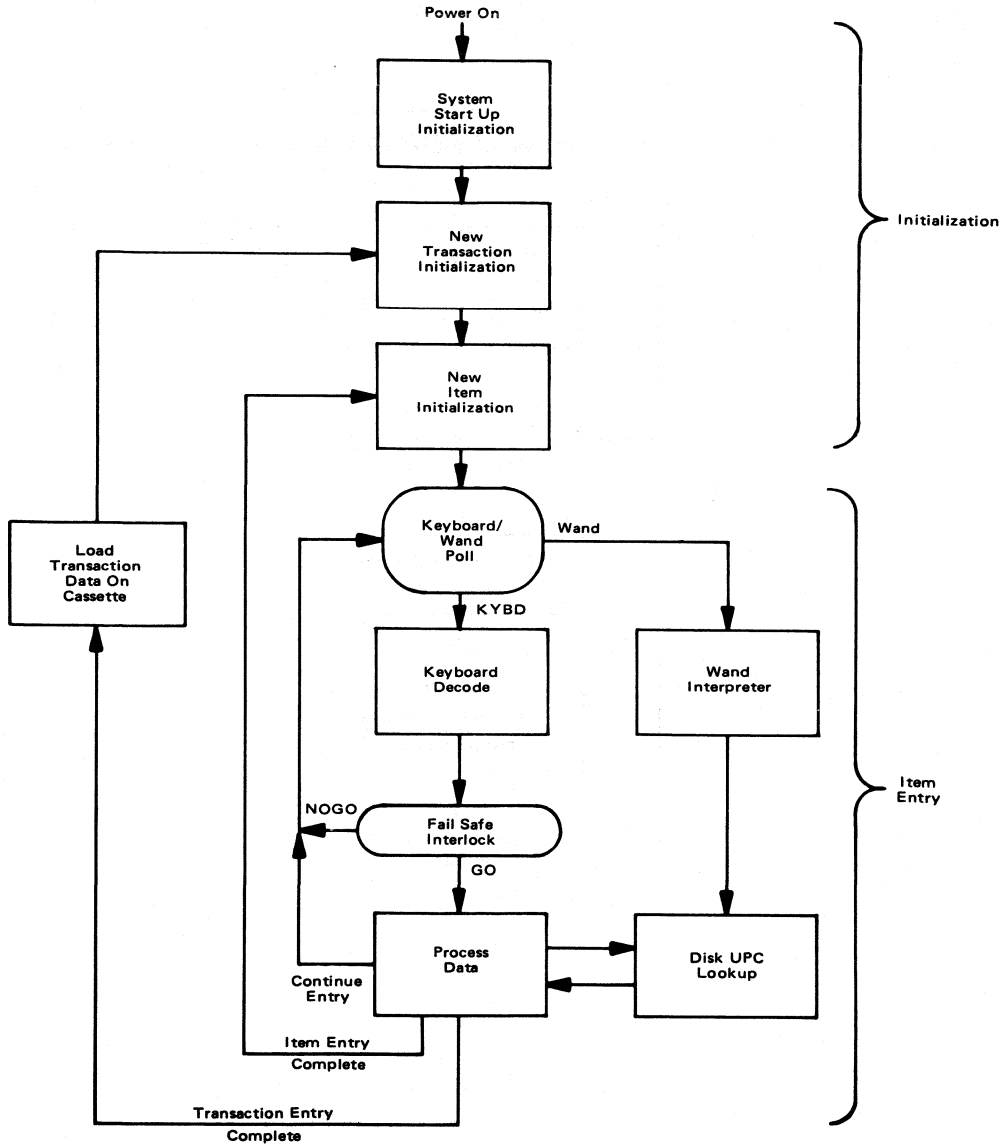 Power On
System
Start Up
Initialization
New
Transaction
Initialization
Initialization
New
Item
Initialization
Keyboard/
Wand
Poll
Wand
Load
Transaction
Data On
Cassette
KYBD
Keyboard
Decode
Wand
Interpreter
Item
Entry
NOGO
Fail Safe
Interlock
GO
Process
Data
Disk UPC
Lookup
Continue
Entry
Item Entry
Complete
Transaction Entry
Complete